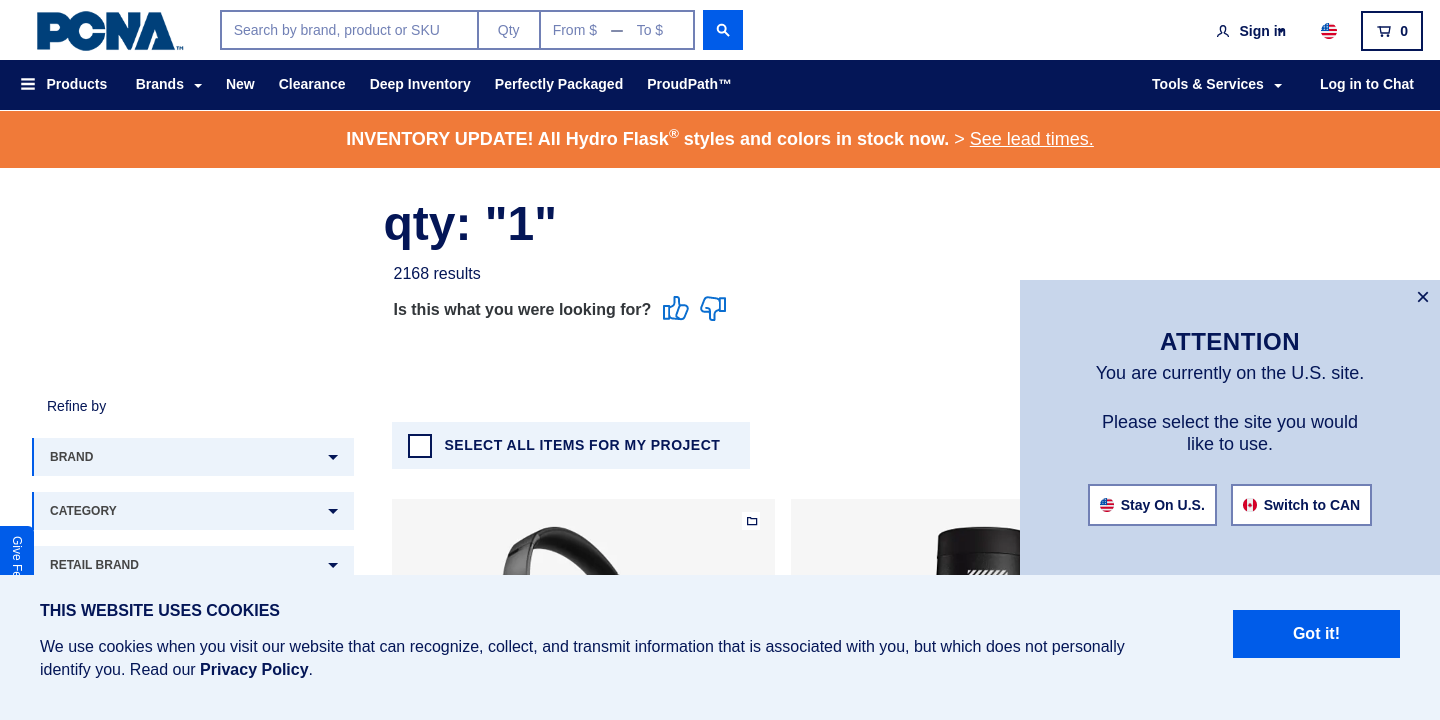 PCNA™
Search by brand, product or SKU
Qty
From $ — To $
Sign in
0
Products
Brands
New
Clearance
Deep Inventory
Perfectly Packaged
ProudPath™
Tools & Services
Log in to Chat
INVENTORY UPDATE! All Hydro Flask® styles and colors in stock now. > See lead times.
qty: "1"
2168 results
Is this what you were looking for?
×
ATTENTION
You are currently on the U.S. site.
Please select the site you would
like to use.
Stay On U.S.
Switch to CAN
Refine by
BRAND
CATEGORY
RETAIL BRAND
SELECT ALL ITEMS FOR MY PROJECT
Give Fe
THIS WEBSITE USES COOKIES
We use cookies when you visit our website that can recognize, collect, and transmit information that is associated with you, but which does not personally
identify you. Read our Privacy Policy.
Got it!